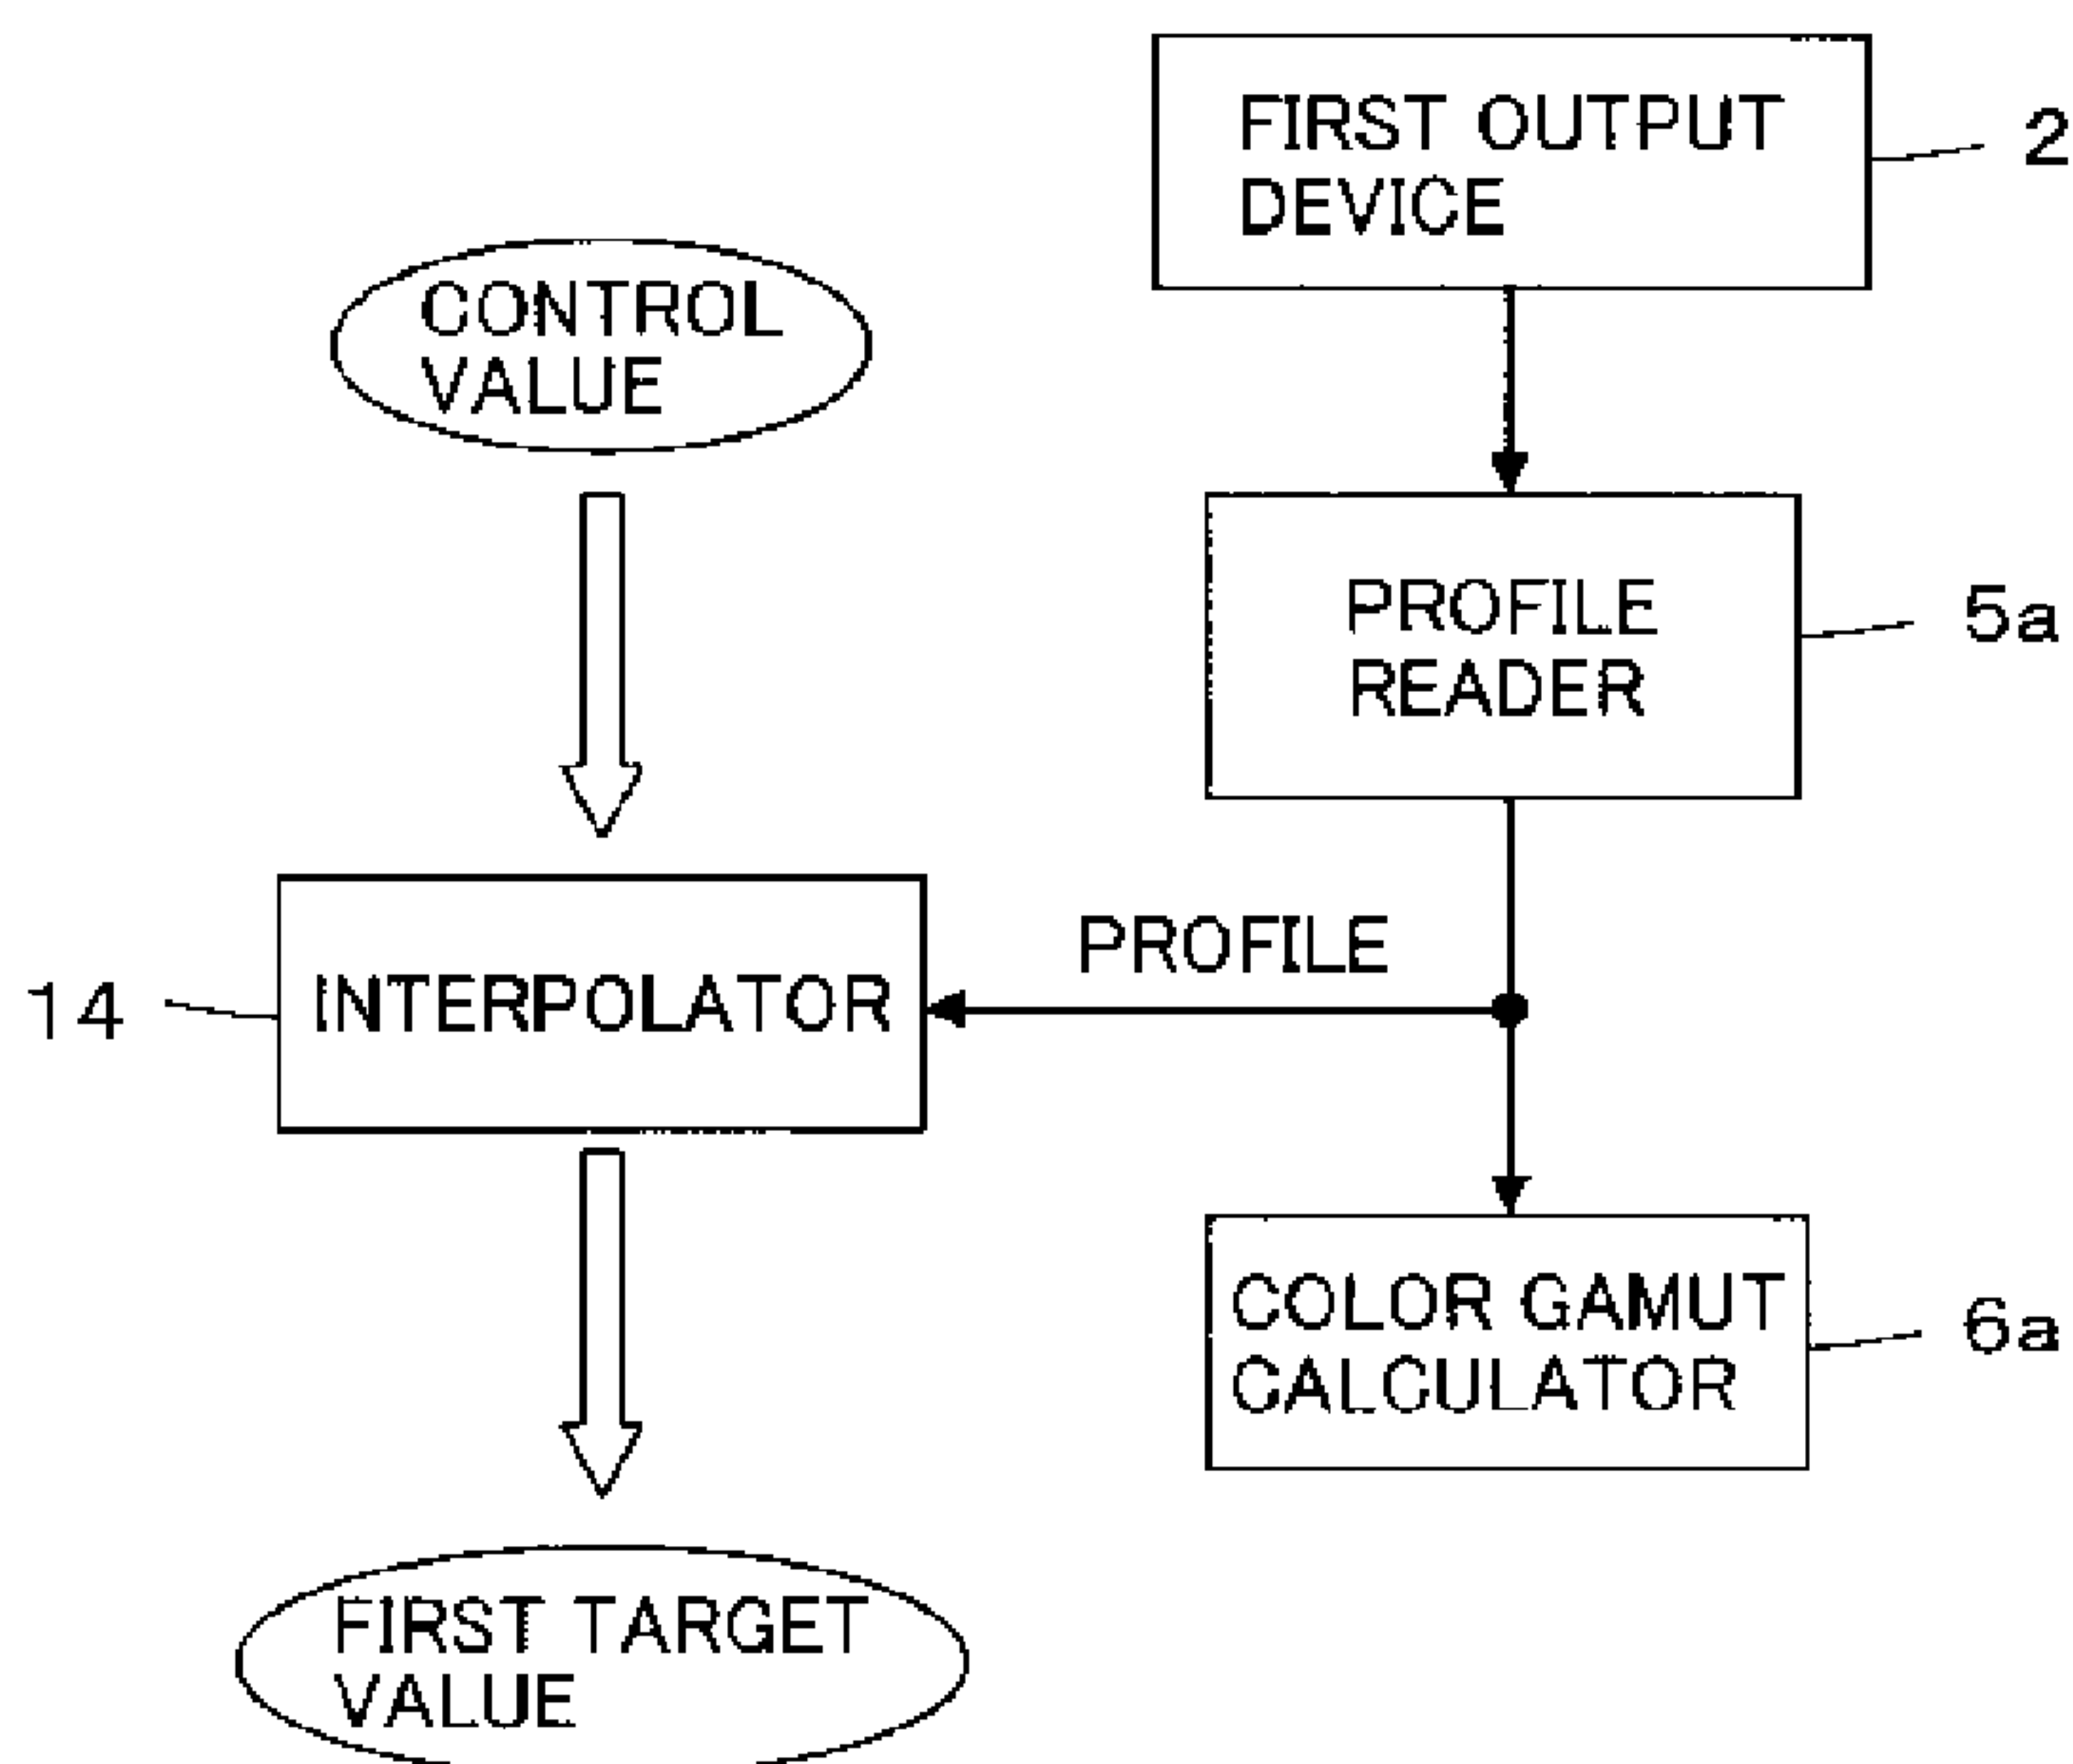 FIRST OUTPUT
DEVICE
2
CONTROL
VALUE
PROFILE
READER
5a
PROFILE
14
INTERPOLATOR
COLOR GAMUT
CALCULATOR
6a
FIRST TARGET
VALUE